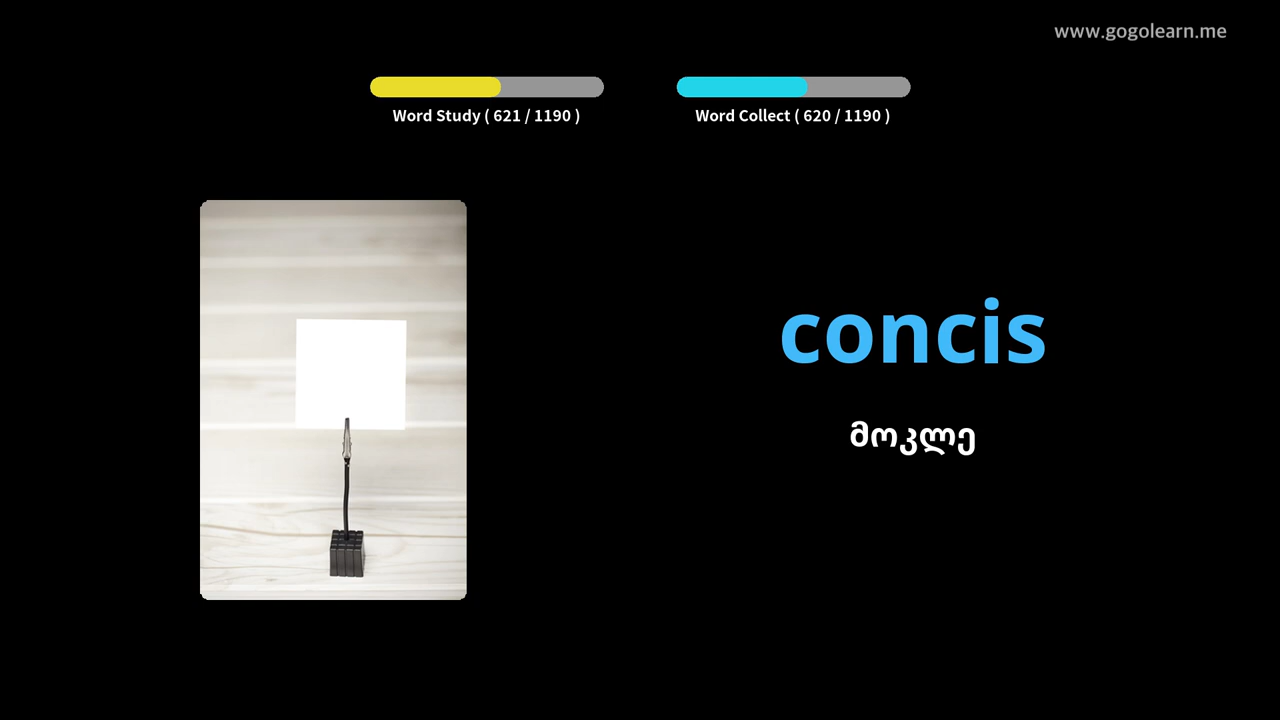 www.gogolearn.me
Word Study ( 621 / 1190 )
Word Collect ( 620 / 1190 )
concis
მოკლე